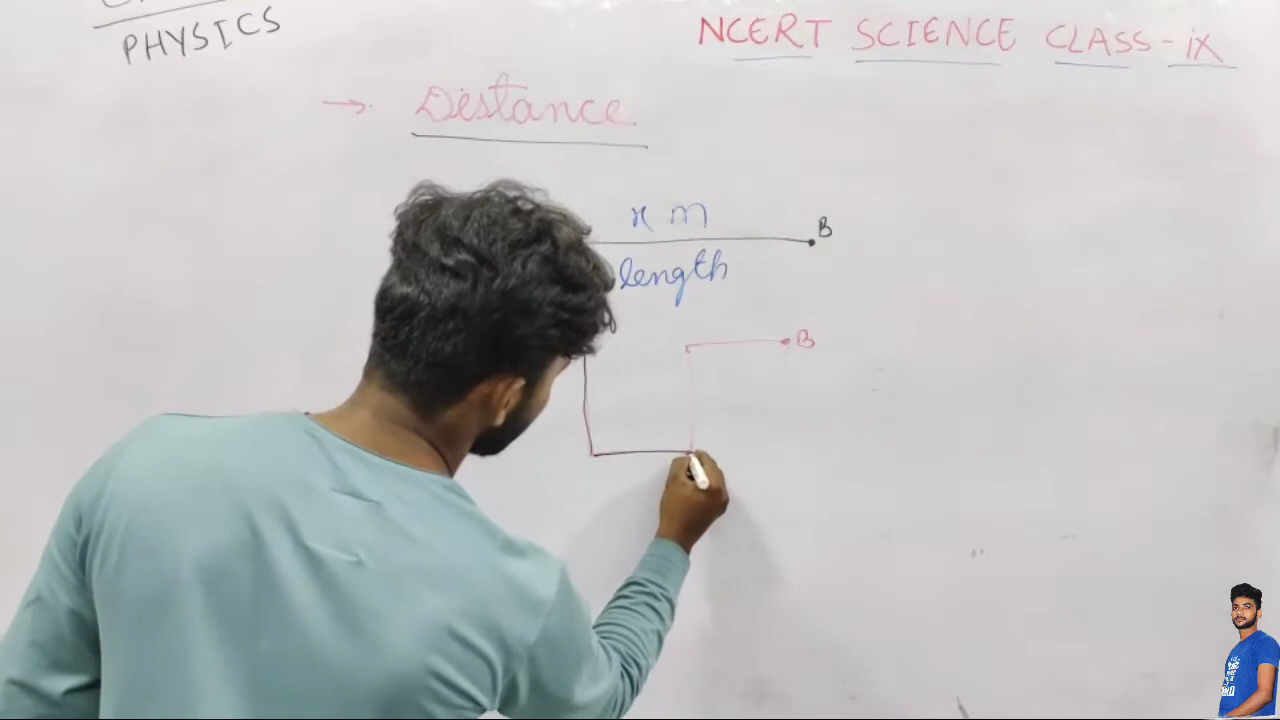 PHYSICS
NCERT SCIENCE CLASS - IX
→ Distance
x m
B
length
B